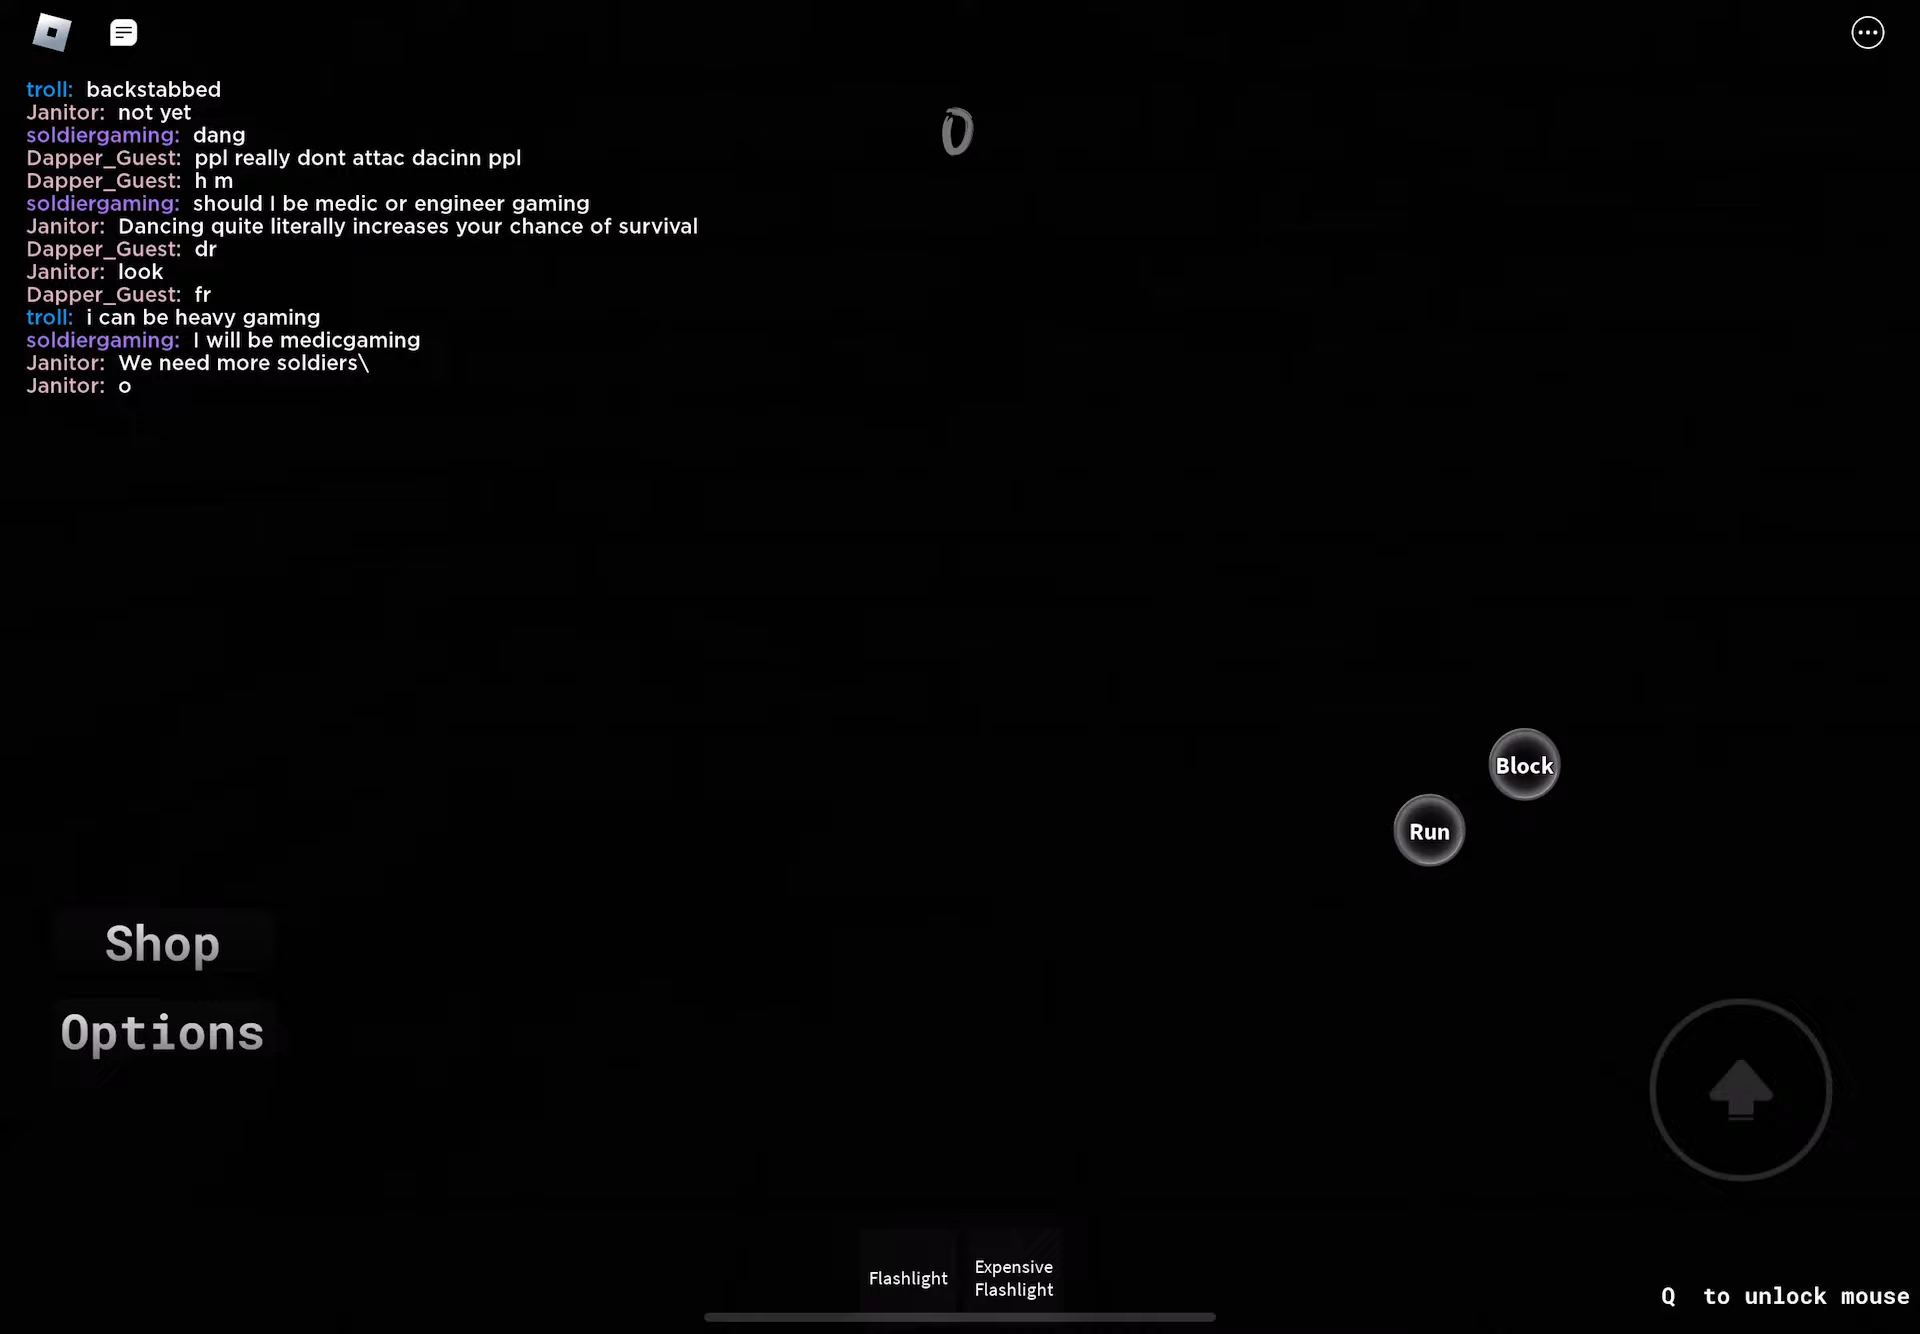 troll: backstabbed
Janitor: not yet
soldiergaming: dang
Dapper_Guest: ppl really dont attac dacinn ppl
Dapper_Guest: h m
soldiergaming: should I be medic or engineer gaming
Janitor: Dancing quite literally increases your chance of survival
Dapper_Guest: dr
Janitor: look
Dapper_Guest: fr
troll: i can be heavy gaming
soldiergaming: I will be medicgaming
Janitor: We need more soldiers\
Janitor: o
0
Block
Run
Shop
Options
Flashlight
Expensive
Flashlight
Q to unlock mouse